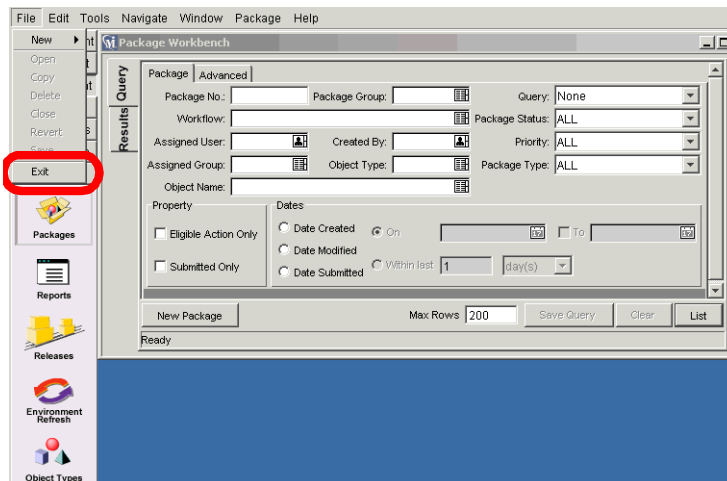 File Edit Tools Navigate Window Package Help
New
Open
Copy
Delete
Close
Revert
Save
Exit
Packages
Reports
Releases
Environment
Refresh
Object Types
Package Workbench
Query
Results
Package Advanced
Package No.: Package Group: Query: None
Workflow: Package Status: ALL
Assigned User: Created By: Priority: ALL
Assigned Group: Object Type: Package Type: ALL
Object Name:
Property Dates
Eligible Action Only Date Created On To
Date Modified
Submitted Only Date Submitted Within last 1 day(s)
New Package Max Rows 200 Save Query Clear List
Ready